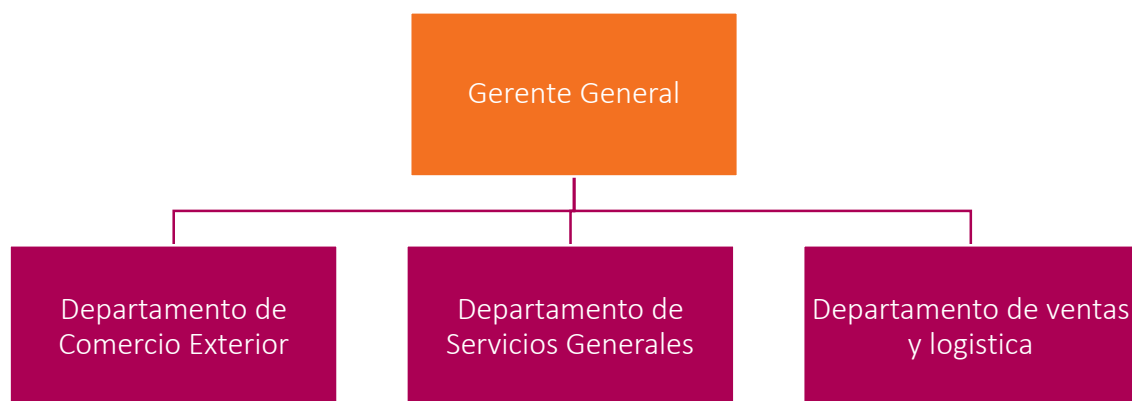 Gerente General
Departamento de
Comercio Exterior
Departamento de
Servicios Generales
Departamento de ventas
y logistica